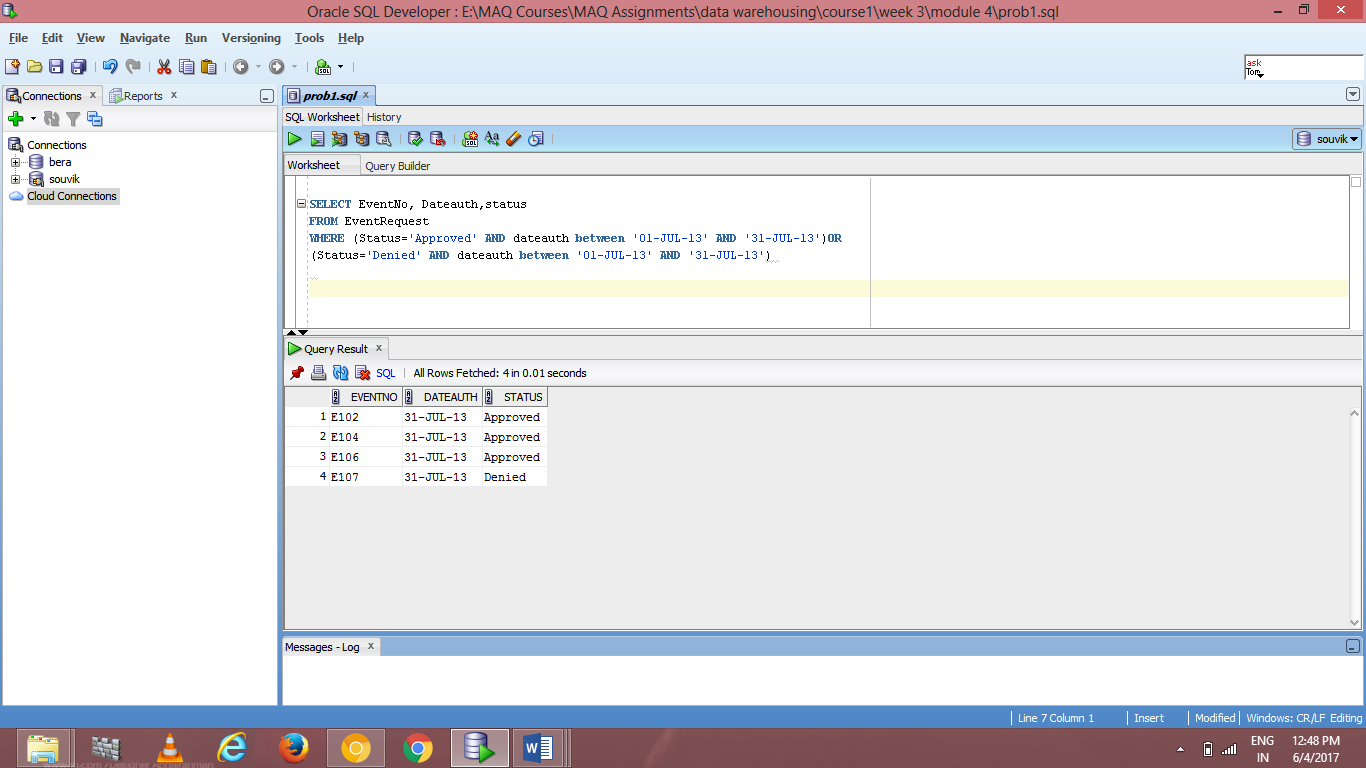 Oracle SQL Developer : E:\MAQ Courses\MAQ Assignments\data warehousing\course1\week 3\module 4\prob1.sql
File Edit View Navigate Run Versioning Tools Help
SQL
ask
Tom
Connections x Reports x
prob1.sql x
SQL Worksheet History
SQL Aa souvik
Worksheet Query Builder
Connections
bera
souvik
Cloud Connections
SELECT EventNo, Dateauth,status
FROM EventRequest
WHERE (Status='Approved' AND dateauth between '01-JUL-13' AND '31-JUL-13')OR
(Status='Denied' AND dateauth between '01-JUL-13' AND '31-JUL-13')
Query Result x
SQL All Rows Fetched: 4 in 0.01 seconds
EVENTNO DATEAUTH STATUS
1 E102 31-JUL-13 Approved
2 E104 31-JUL-13 Approved
3 E106 31-JUL-13 Approved
4 E107 31-JUL-13 Denied
Messages - Log x
Line 7 Column 1 Insert Modified Windows: CR/LF Editing
ENG 12:48 PM
IN 6/4/2017